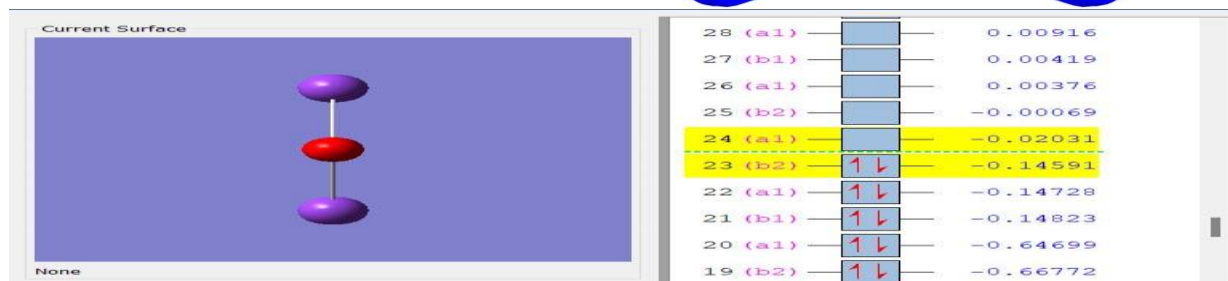 Current Surface
None
28 (a1) 0.00916
27 (b1) 0.00419
26 (a1) 0.00376
25 (b2) -0.00069
24 (a1) -0.02031
23 (b2) -0.14591
22 (a1) -0.14728
21 (b1) -0.14823
20 (a1) -0.64699
19 (b2) -0.66772